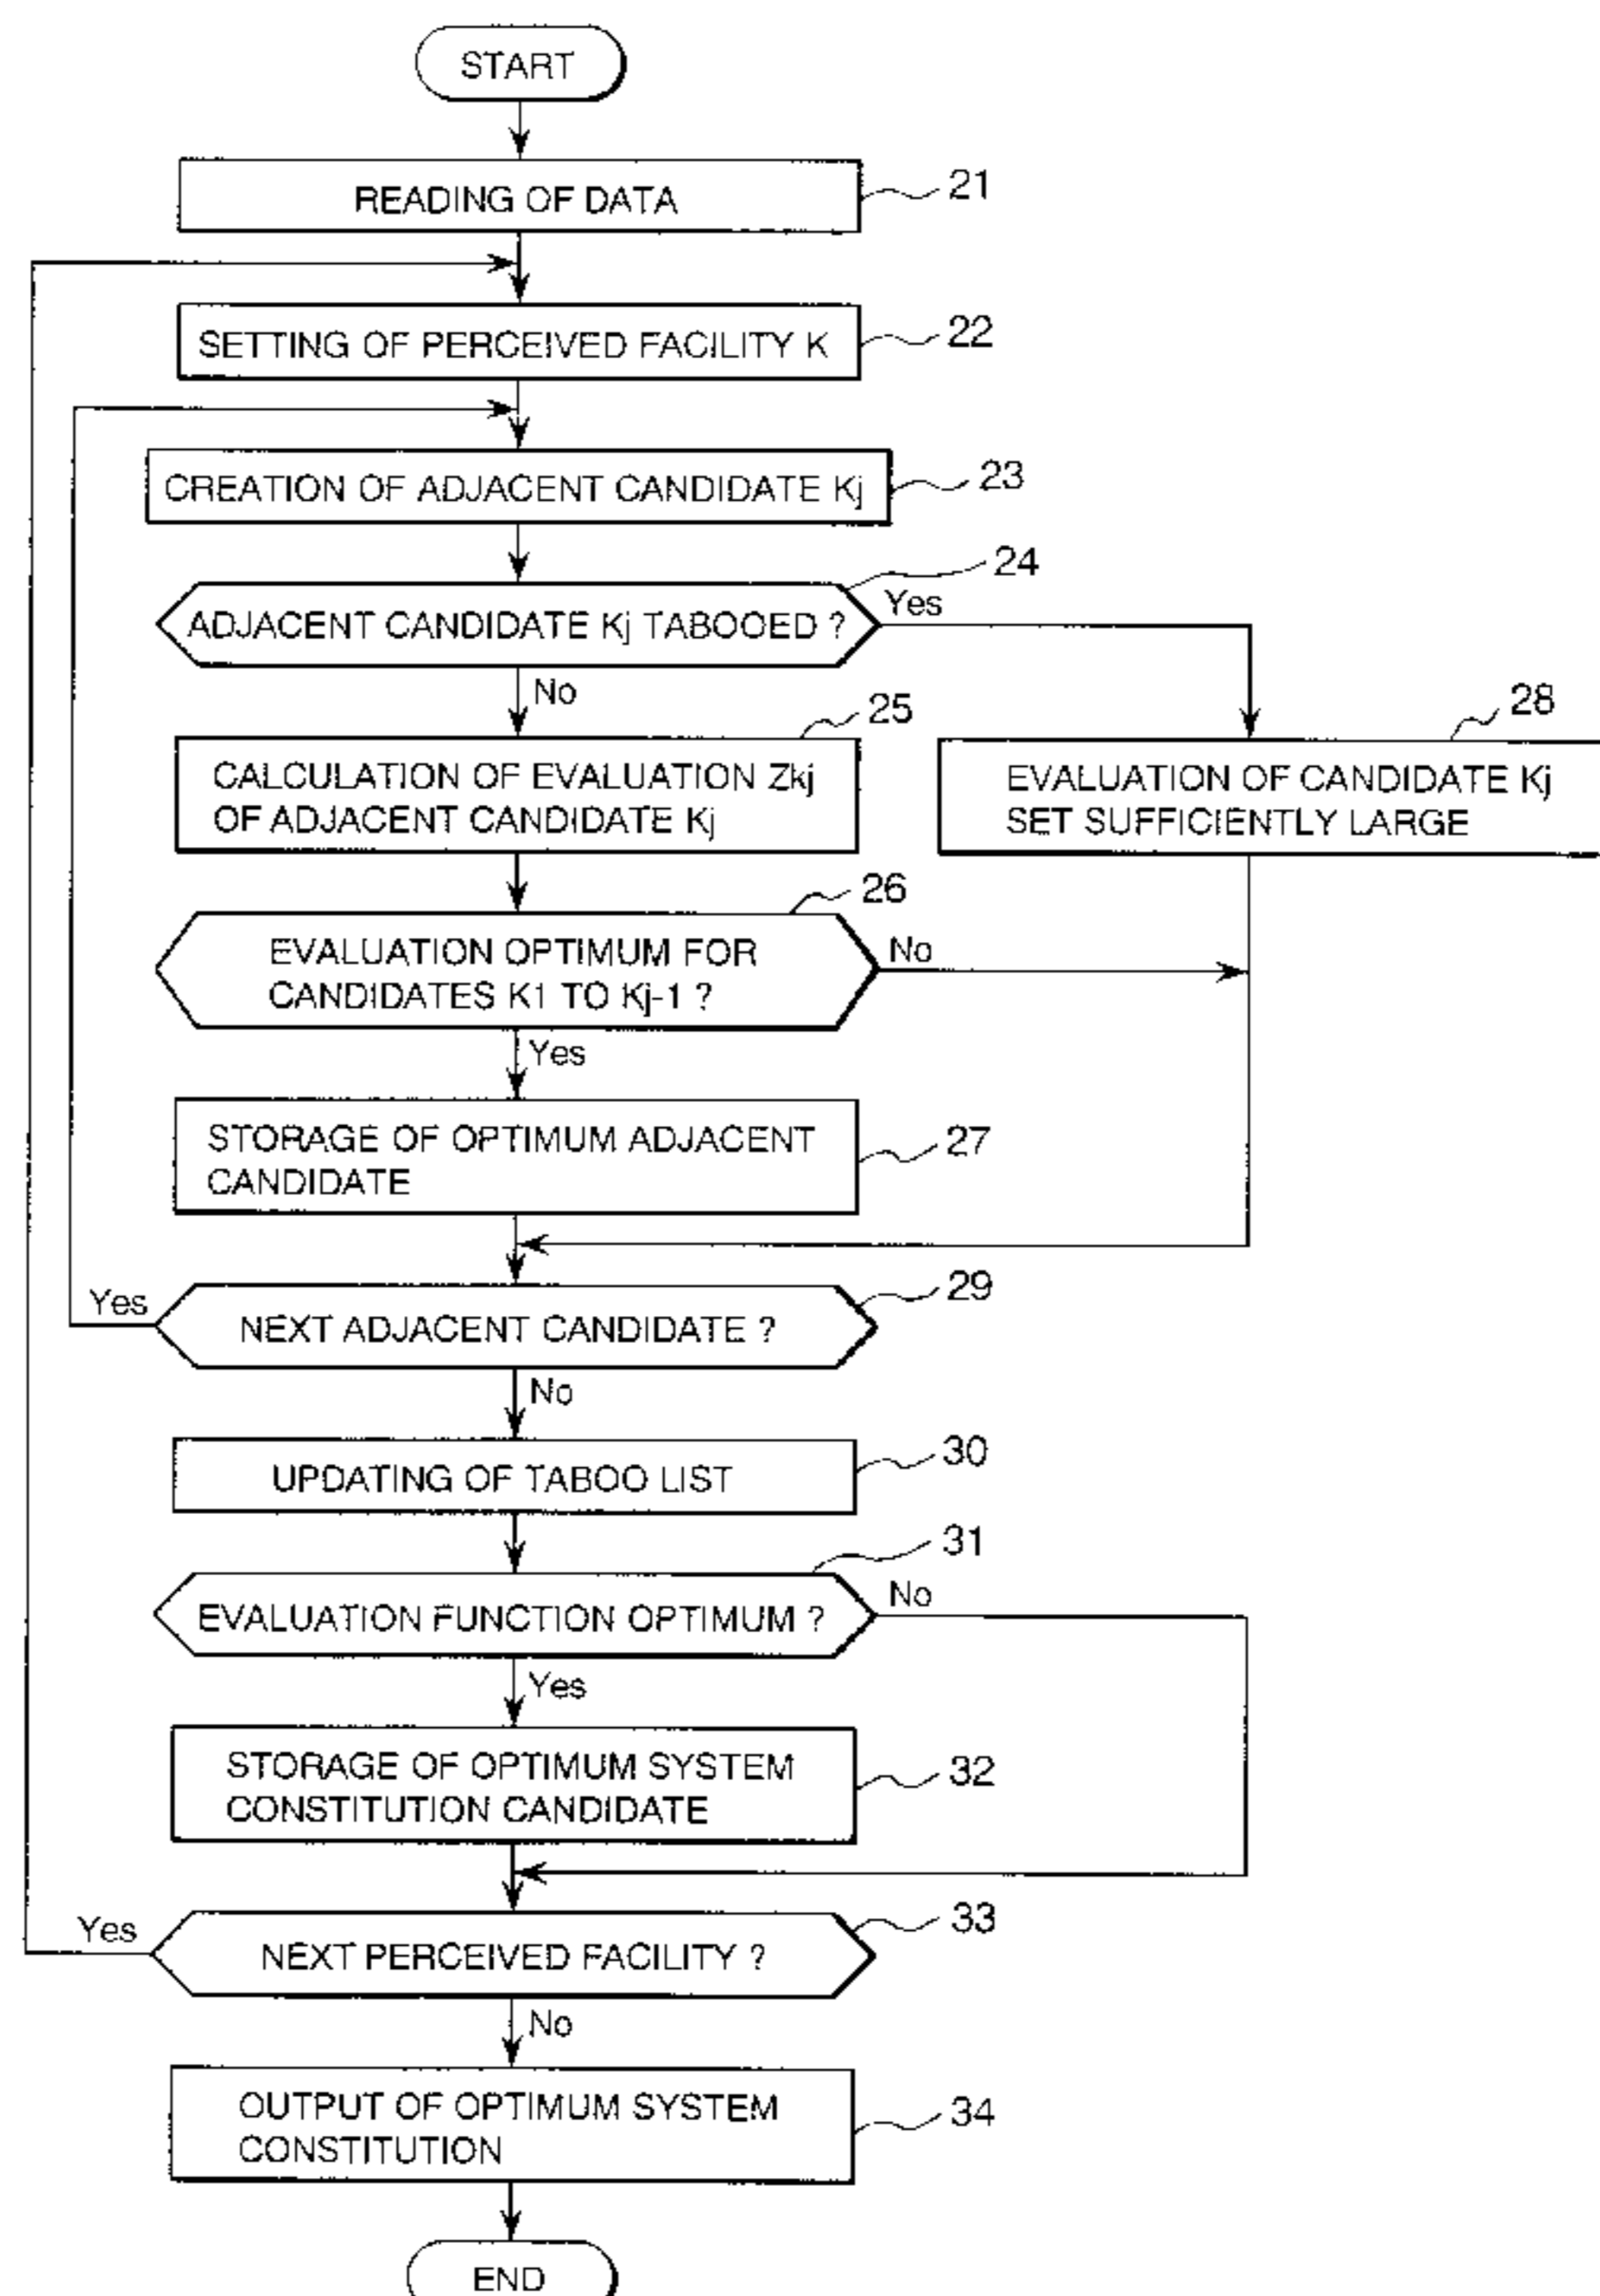 START
READING OF DATA
21
SETTING OF PERCEIVED FACILITY K
22
CREATION OF ADJACENT CANDIDATE Kj
23
24
ADJACENT CANDIDATE Kj TABOOED ?
Yes
No
25
28
CALCULATION OF EVALUATION Zkj
OF ADJACENT CANDIDATE Kj
EVALUATION OF CANDIDATE Kj
SET SUFFICIENTLY LARGE
26
EVALUATION OPTIMUM FOR
CANDIDATES K1 TO Kj-1 ?
No
Yes
STORAGE OF OPTIMUM ADJACENT
CANDIDATE
27
29
Yes
NEXT ADJACENT CANDIDATE ?
No
UPDATING OF TABOO LIST
30
31
EVALUATION FUNCTION OPTIMUM ?
No
Yes
STORAGE OF OPTIMUM SYSTEM
CONSTITUTION CANDIDATE
32
33
Yes
NEXT PERCEIVED FACILITY ?
No
OUTPUT OF OPTIMUM SYSTEM
CONSTITUTION
34
END